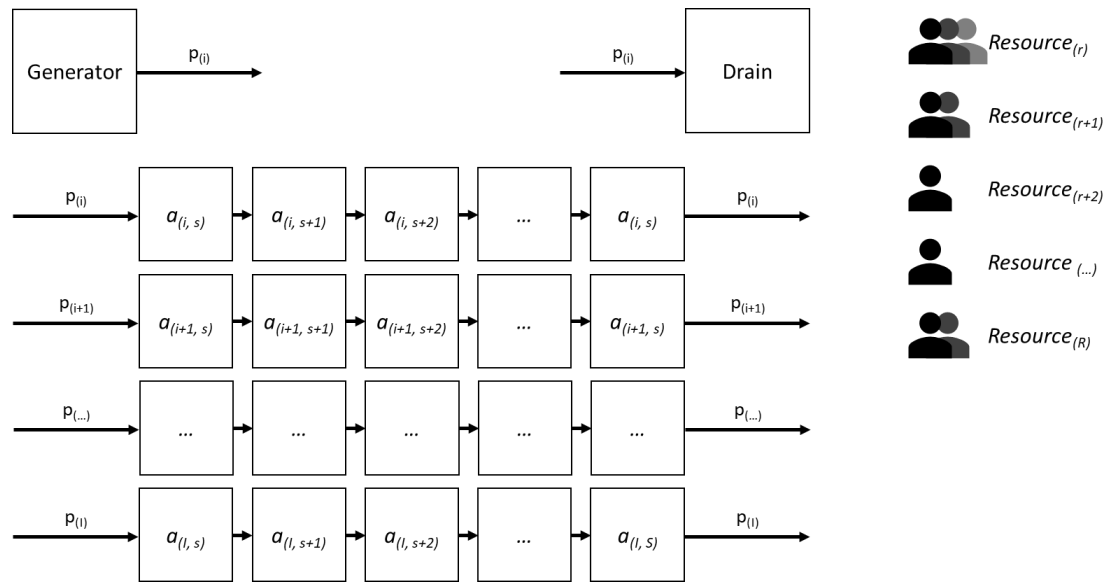 Generator
p(i)
p(i)
Drain
Resource(r)
Resource(r+1)
Resource(r+2)
Resource (...)
Resource(R)
p(i)
a(i, s)
a(i, s+1)
a(i, s+2)
...
a(i, s)
p(i)
p(i+1)
a(i+1, s)
a(i+1, s+1)
a(i+1, s+2)
...
a(i+1, s)
p(i+1)
p(...)
...
...
...
...
...
p(...)
p(I)
a(I, s)
a(I, s+1)
a(I, s+2)
...
a(I, S)
p(I)